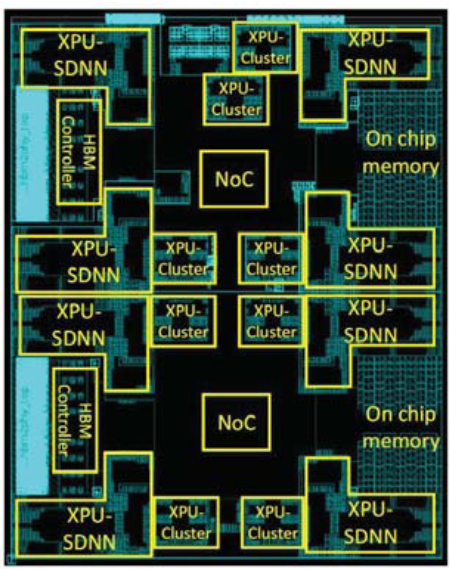 XPU-
SDNN
XPU-
Cluster
XPU-
SDNN
XPU-
Cluster
HBM
Controller
NoC
On chip
memory
XPU-
SDNN
XPU-
Cluster
XPU-
Cluster
XPU-
SDNN
XPU-
SDNN
XPU-
Cluster
XPU-
Cluster
XPU-
SDNN
HBM
Controller
NoC
On chip
memory
XPU-
SDNN
XPU-
Cluster
XPU-
Cluster
XPU-
SDNN